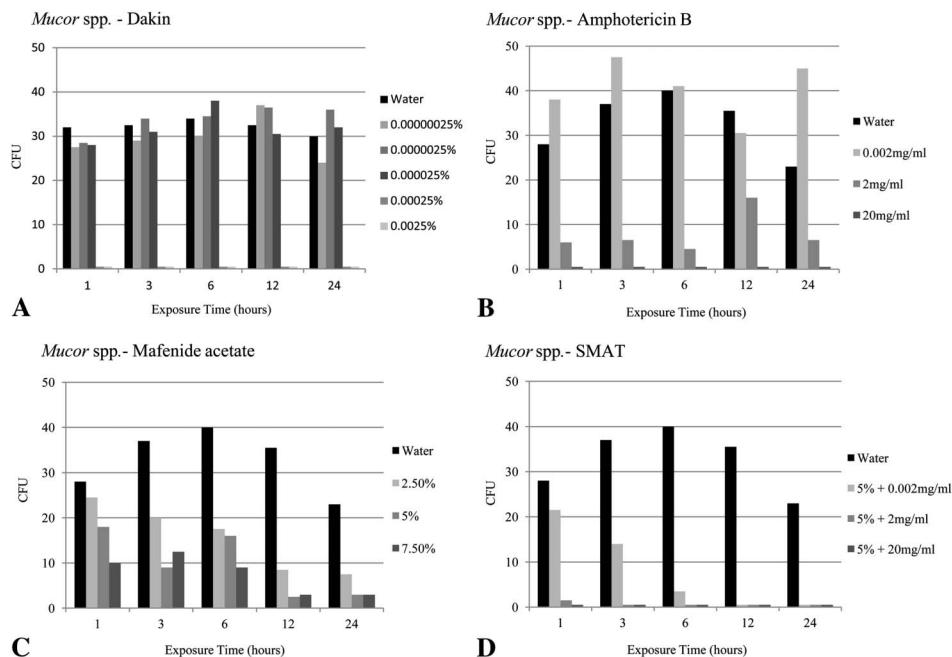 Mucor spp. - Dakin
50
40
30
20
10
0
CFU
1 3 6 12 24
Exposure Time (hours)
Water
0.00000025%
0.0000025%
0.000025%
0.00025%
0.0025%
A
Mucor spp.- Amphotericin B
50
40
30
20
10
0
CFU
1 3 6 12 24
Exposure Time (hours)
Water
0.002mg/ml
2mg/ml
20mg/ml
B
Mucor spp.- Mafenide acetate
50
40
30
20
10
0
CFU
1 3 6 12 24
Exposure Time (hours)
Water
2.50%
5%
7.50%
C
Mucor spp.- SMAT
50
40
30
20
10
0
CFU
1 3 6 12 24
Exposure Time (hours)
Water
5% + 0.002mg/ml
5% + 2mg/ml
5% + 20mg/ml
D